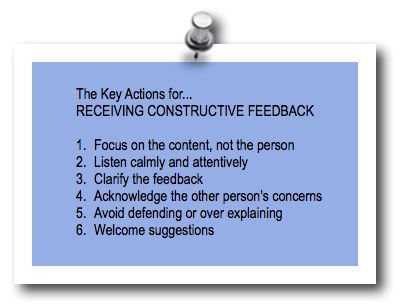 The Key Actions for...
RECEIVING CONSTRUCTIVE FEEDBACK
1. Focus on the content, not the person
2. Listen calmly and attentively
3. Clarify the feedback
4. Acknowledge the other person's concerns
5. Avoid defending or over explaining
6. Welcome suggestions